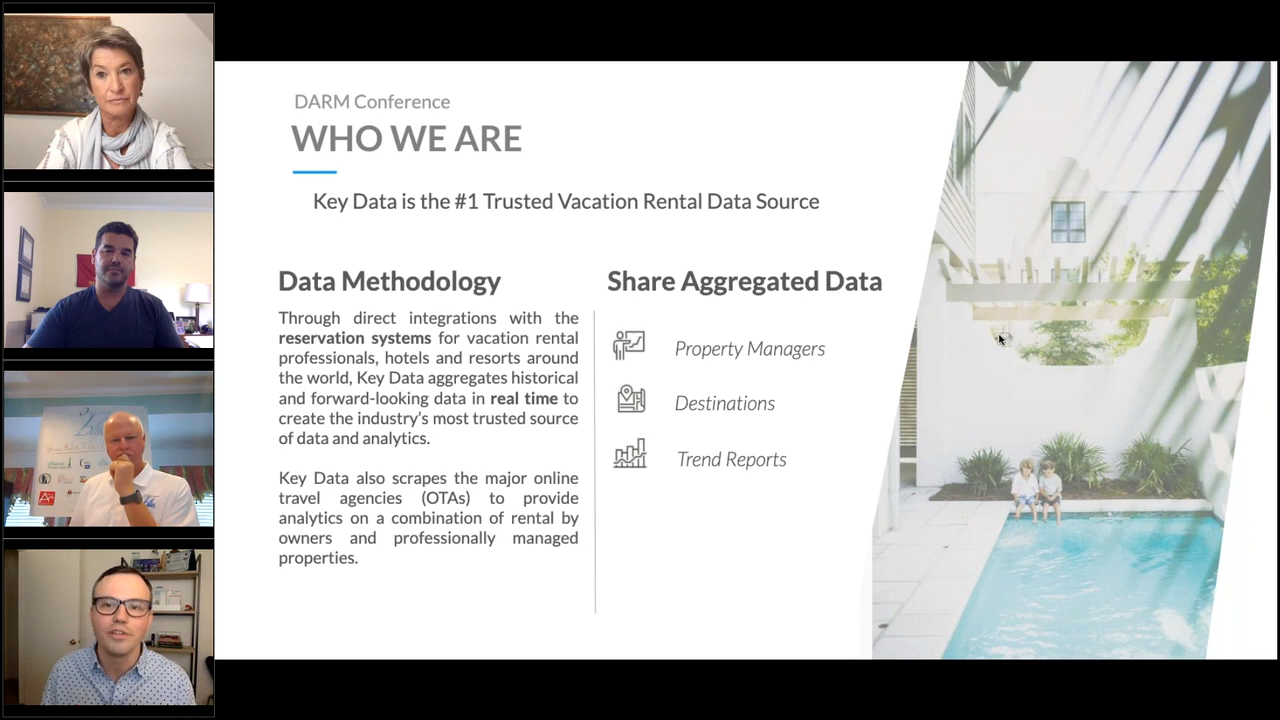 DARM Conference
WHO WE ARE
Key Data is the #1 Trusted Vacation Rental Data Source
Data Methodology
Through direct integrations with the
reservation systems for vacation rental
professionals, hotels and resorts around
the world, Key Data aggregates historical
and forward-looking data in real time to
create the industry's most trusted source
of data and analytics.
Key Data also scrapes the major online
travel agencies (OTAs) to provide
analytics on a combination of rental by
owners and professionally managed
properties.
Share Aggregated Data
Property Managers
Destinations
Trend Reports